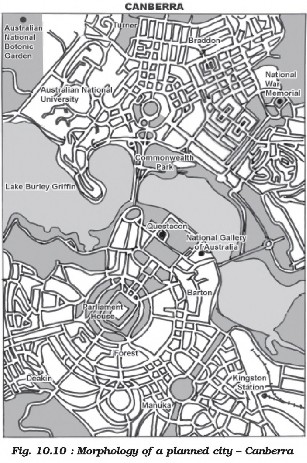 CANBERRA
Australian
National
Botonic
Garden
Turner
Braddon
National
War
Memorial
Australian National
University
Commonwealth
Park
Lake Burley Griffin
Questacon
National Gallery
of Australia
Barton
Parliament
House
Forest
Deakin
Kingston
Station
Manuka
Fig. 10.10 : Morphology of a planned city – Canberra